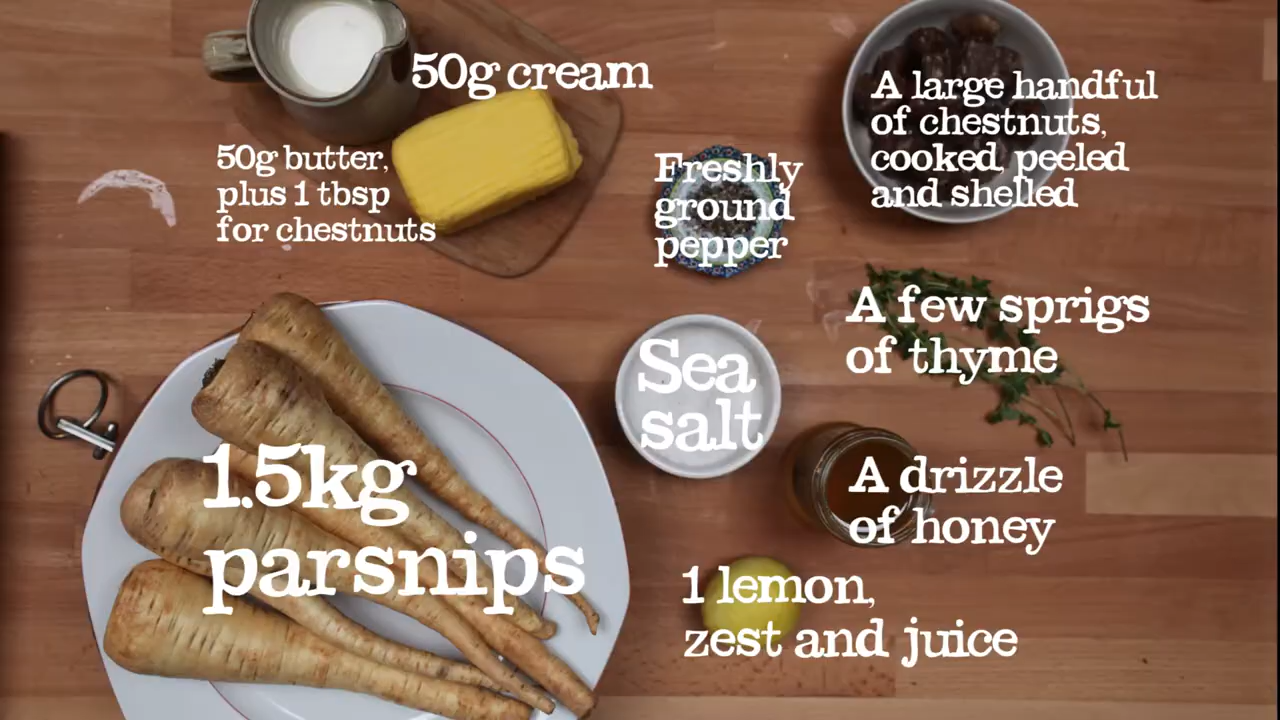 50g cream
50g butter,
plus 1 tbsp
for chestnuts
Freshly
ground
pepper
A large handful
of chestnuts,
cooked, peeled
and shelled
A few sprigs
of thyme
Sea
salt
1.5kg
parsnips
A drizzle
of honey
1 lemon,
zest and juice